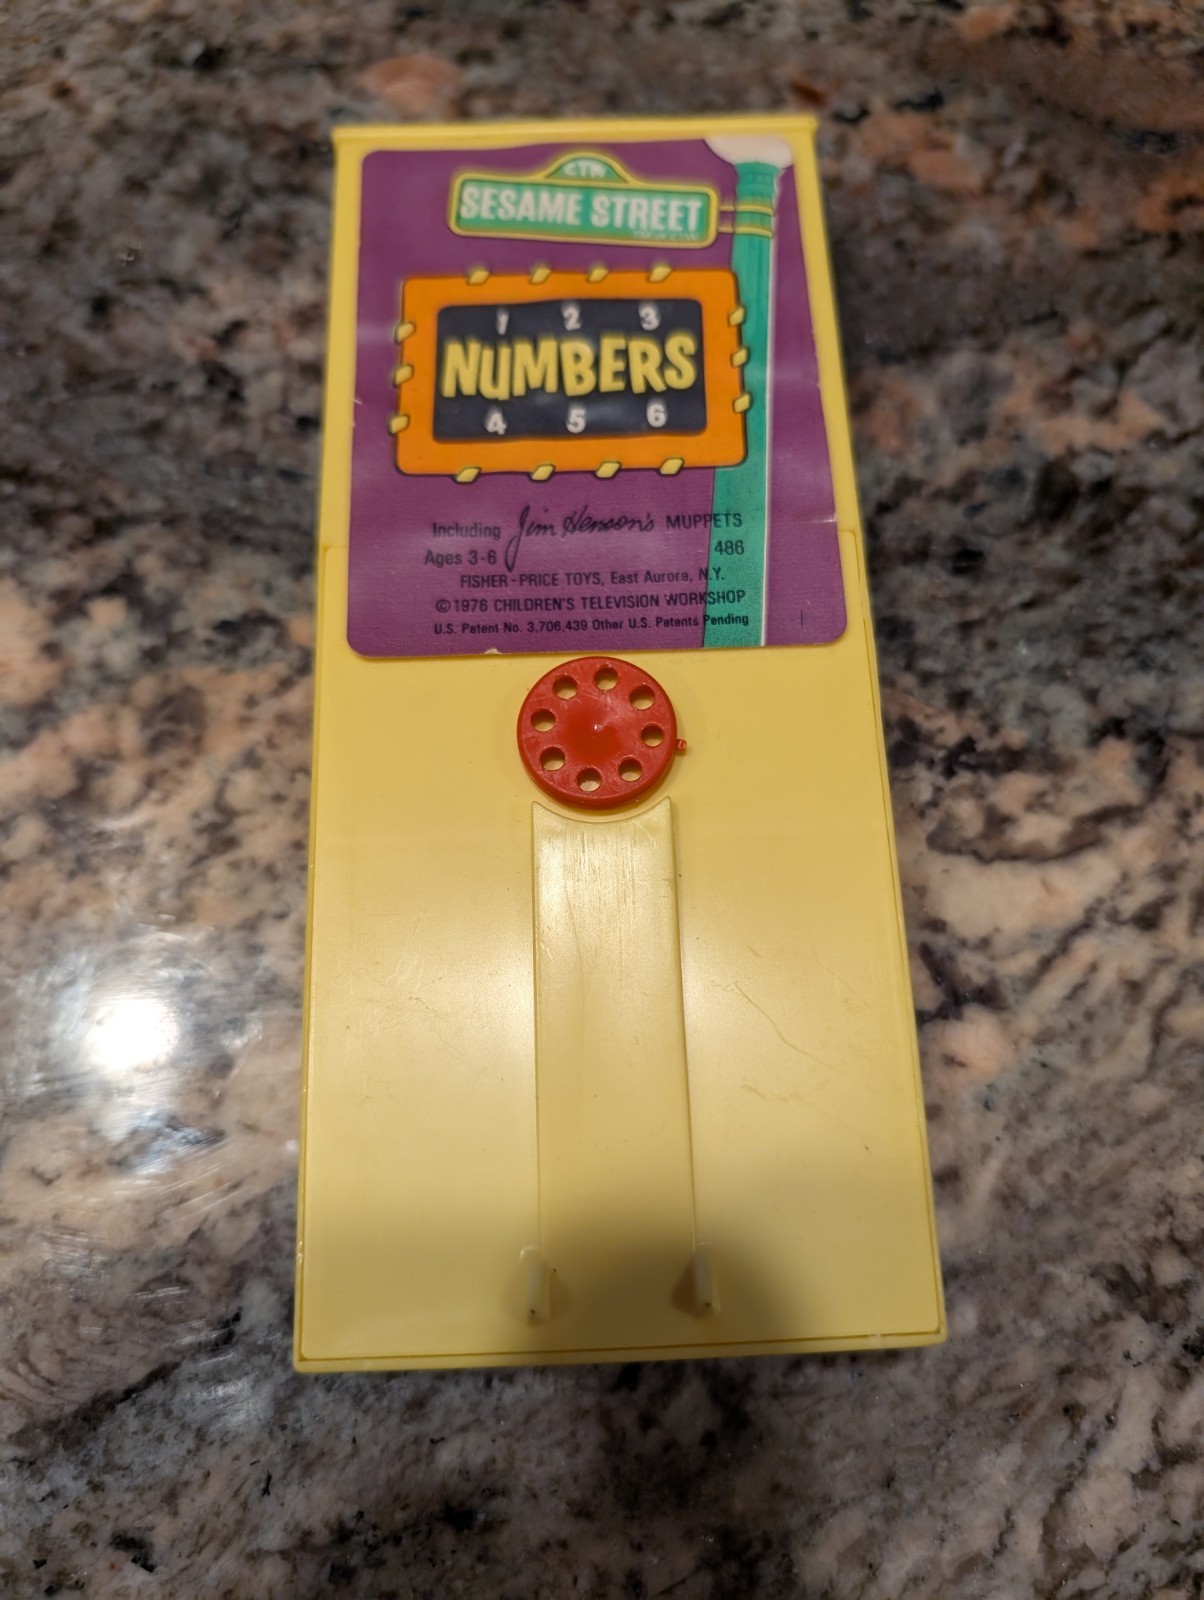 CTW
SESAME STREET
1 2 3
NUMBERS
4 5 6
Including Jim Henson's MUPPETS
Ages 3-6 486
FISHER-PRICE TOYS, East Aurora, N.Y.
©1976 CHILDREN'S TELEVISION WORKSHOP
U.S. Patent No. 3,706,439 Other U.S. Patents Pending